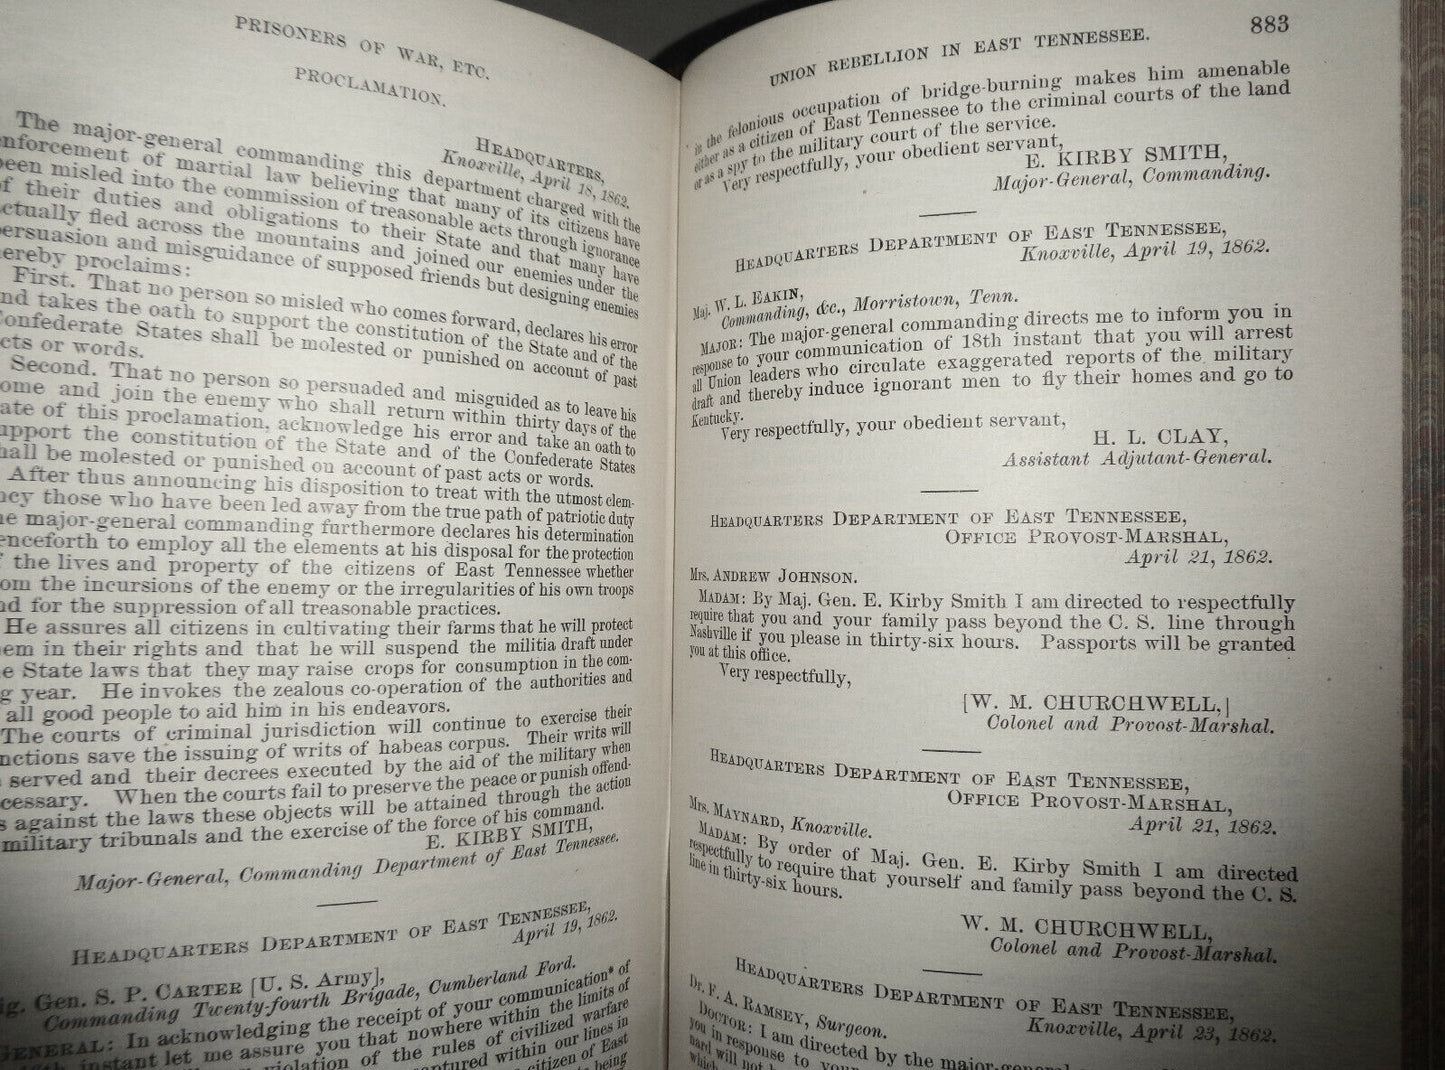 PRISONERS OF WAR, ETC.
PROCLAMATION.
HEADQUARTERS,
Knoxville, April 18, 1862.
The major-general commanding this department charged with the
enforcement of martial law believing that many of its citizens have
been misled into the commission of treasonable acts through ignorance
of their duties and obligations to their State and that many have
actually fled across the mountains and joined our enemies under the
persuasion and misguidance of supposed friends but designing enemies
hereby proclaims:
First. That no person so misled who comes forward, declares his error
and takes the oath to support the constitution of the State and of the
Confederate States shall be molested or punished on account of past
acts or words.
Second. That no person so persuaded and misguided as to leave his
home and join the enemy who shall return within thirty days of the
date of this proclamation, acknowledge his error and take an oath to
support the constitution of the State and of the Confederate States
shall be molested or punished on account of past acts or words.
After thus announcing his disposition to treat with the utmost clem-
ency those who have been led away from the true path of patriotic duty
the major-general commanding furthermore declares his determination
henceforth to employ all the elements at his disposal for the protection
of the lives and property of the citizens of East Tennessee whether
from the incursions of the enemy or the irregularities of his own troops
and for the suppression of all treasonable practices.
He assures all citizens in cultivating their farms that he will protect
them in their rights and that he will suspend the militia draft under
the State laws that they may raise crops for consumption in the com-
ing year. He invokes the zealous co-operation of the authorities and
all good people to aid him in his endeavors.
The courts of criminal jurisdiction will continue to exercise their
functions save the issuing of writs of habeas corpus. Their writs will
served and their decrees executed by the aid of the military when
necessary. When the courts fail to preserve the peace or punish offend-
ers against the laws these objects will be attained through the action
military tribunals and the exercise of the force of his command.
E. KIRBY SMITH,
Major-General, Commanding Department of East Tennessee.
HEADQUARTERS DEPARTMENT OF EAST TENNESSEE,
April 19, 1862.
Brig. Gen. S. P. CARTER [U. S. Army],
Commanding Twenty-fourth Brigade, Cumberland Ford.
GENERAL: In acknowledging the receipt of your communication* of
instant let me assure you that nowhere within the limits of
violation of the rules of civilized warfare
captured within our lines in
citizen of East
being
UNION REBELLION IN EAST TENNESSEE. 883
in the felonious occupation of bridge-burning makes him amenable
either as a citizen of East Tennessee to the criminal courts of the land
or as a spy to the military court of the service.
Very respectfully, your obedient servant,
E. KIRBY SMITH,
Major-General, Commanding.
HEADQUARTERS DEPARTMENT OF EAST TENNESSEE,
Knoxville, April 19, 1862.
Maj. W. L. EAKIN,
Commanding, &c., Morristown, Tenn.
MAJOR: The major-general commanding directs me to inform you in
response to your communication of 18th instant that you will arrest
all Union leaders who circulate exaggerated reports of the military
draft and thereby induce ignorant men to fly their homes and go to
Kentucky.
Very respectfully, your obedient servant,
H. L. CLAY,
Assistant Adjutant-General.
HEADQUARTERS DEPARTMENT OF EAST TENNESSEE,
OFFICE PROVOST-MARSHAL,
April 21, 1862.
Mrs. ANDREW JOHNSON.
MADAM: By Maj. Gen. E. Kirby Smith I am directed to respectfully
require that you and your family pass beyond the C. S. line through
Nashville if you please in thirty-six hours. Passports will be granted
you at this office.
Very respectfully,
[W. M. CHURCHWELL,]
Colonel and Provost-Marshal.
HEADQUARTERS DEPARTMENT OF EAST TENNESSEE,
OFFICE PROVOST-MARSHAL,
April 21, 1862.
Mrs. MAYNARD, Knoxville.
MADAM: By order of Maj. Gen. E. Kirby Smith I am directed
respectfully to require that yourself and family pass beyond the C. S.
line in thirty-six hours.
W. M. CHURCHWELL,
Colonel and Provost-Marshal.
HEADQUARTERS DEPARTMENT OF EAST TENNESSEE,
Knoxville, April 23, 1862.
Dr. F. A. RAMSEY, Surgeon.
DOCTOR: I am directed by the major-general
you in response to your
nard will not
which